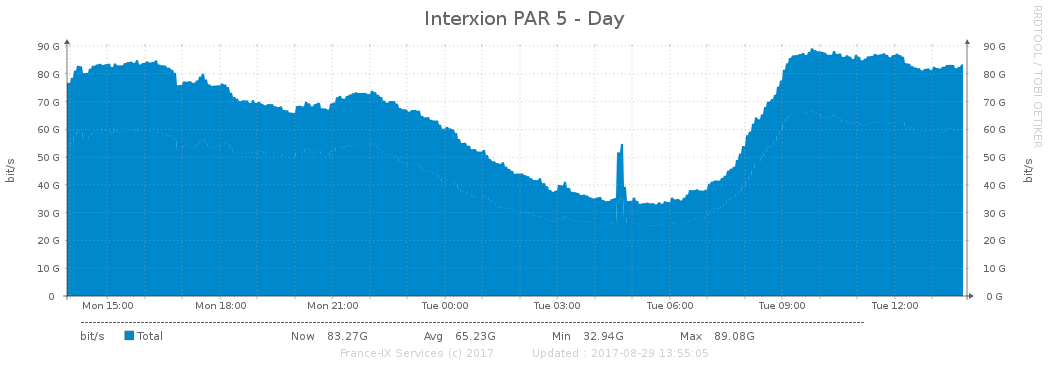 Interxion PAR 5 - Day
RRDTOOL / TOBI OETIKER
90 G 90 G
80 G 80 G
70 G 70 G
60 G 60 G
50 G 50 G
40 G 40 G
30 G 30 G
20 G 20 G
10 G 10 G
0 0 G
bit/s bit/s
Mon 15:00 Mon 18:00 Mon 21:00 Tue 00:00 Tue 03:00 Tue 06:00 Tue 09:00 Tue 12:00
bit/s Total Now 83.27G Avg 65.23G Min 32.94G Max 89.08G
France-IX Services (c) 2017 Updated : 2017-08-29 13:55:05